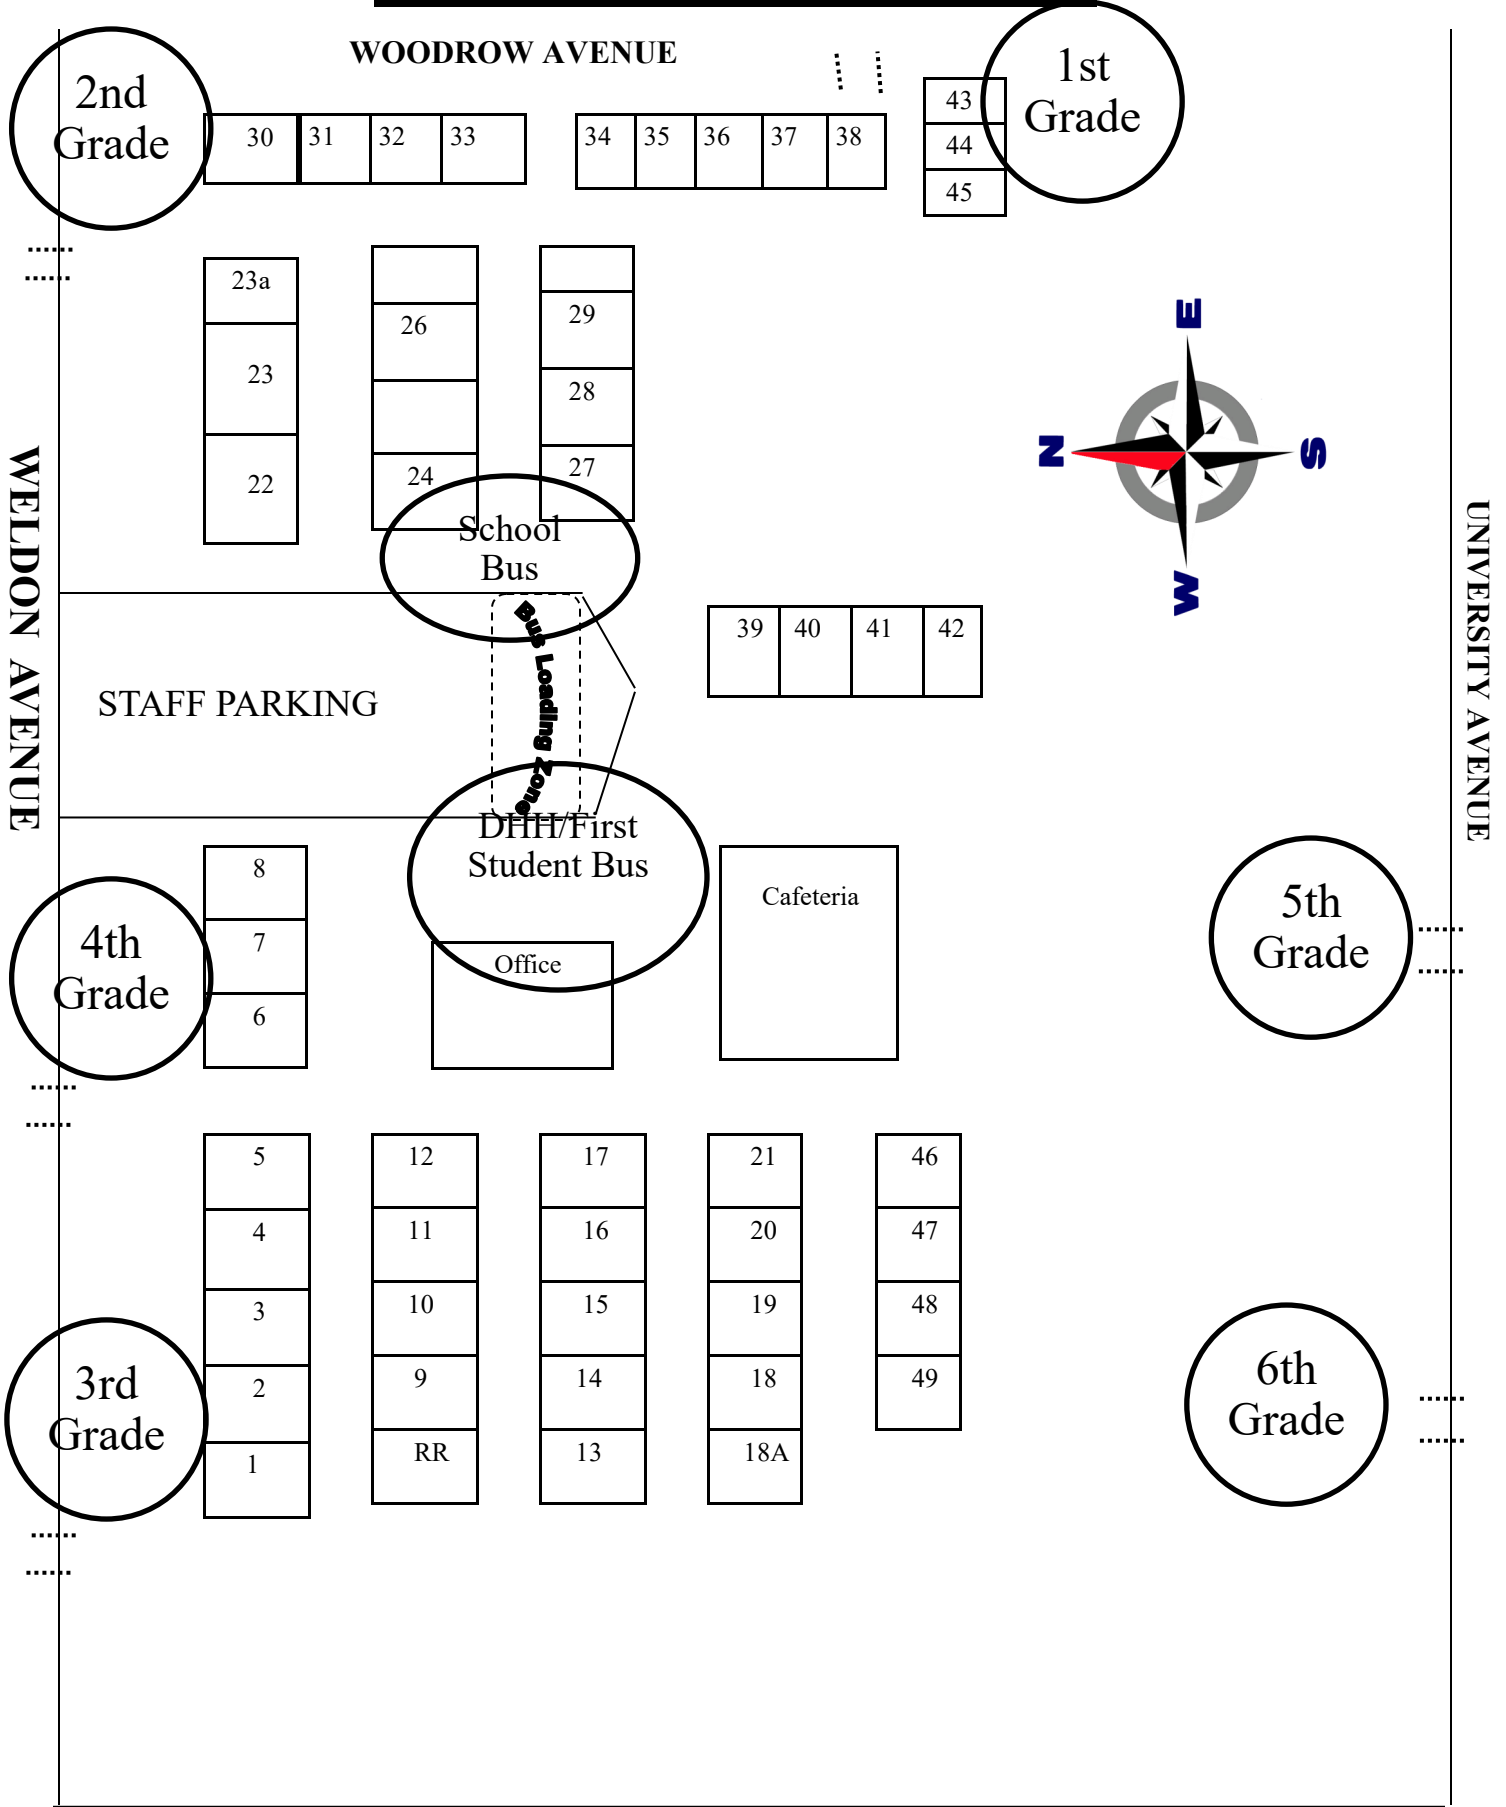 WOODROW AVENUE
2nd
Grade
1st
Grade
30 31 32 33
34 35 36 37 38
43
44
45
23a
23
22
26
24
29
28
27
E
N
S
W
WELDON AVENUE
UNIVERSITY AVENUE
School
Bus
Bus Loading Zone
STAFF PARKING
39 40 41 42
DHH/First
Student Bus
8
7
6
4th
Grade
Office
Cafeteria
5th
Grade
5
4
3
2
1
12
11
10
9
RR
17
16
15
14
13
21
20
19
18
18A
46
47
48
49
3rd
Grade
6th
Grade